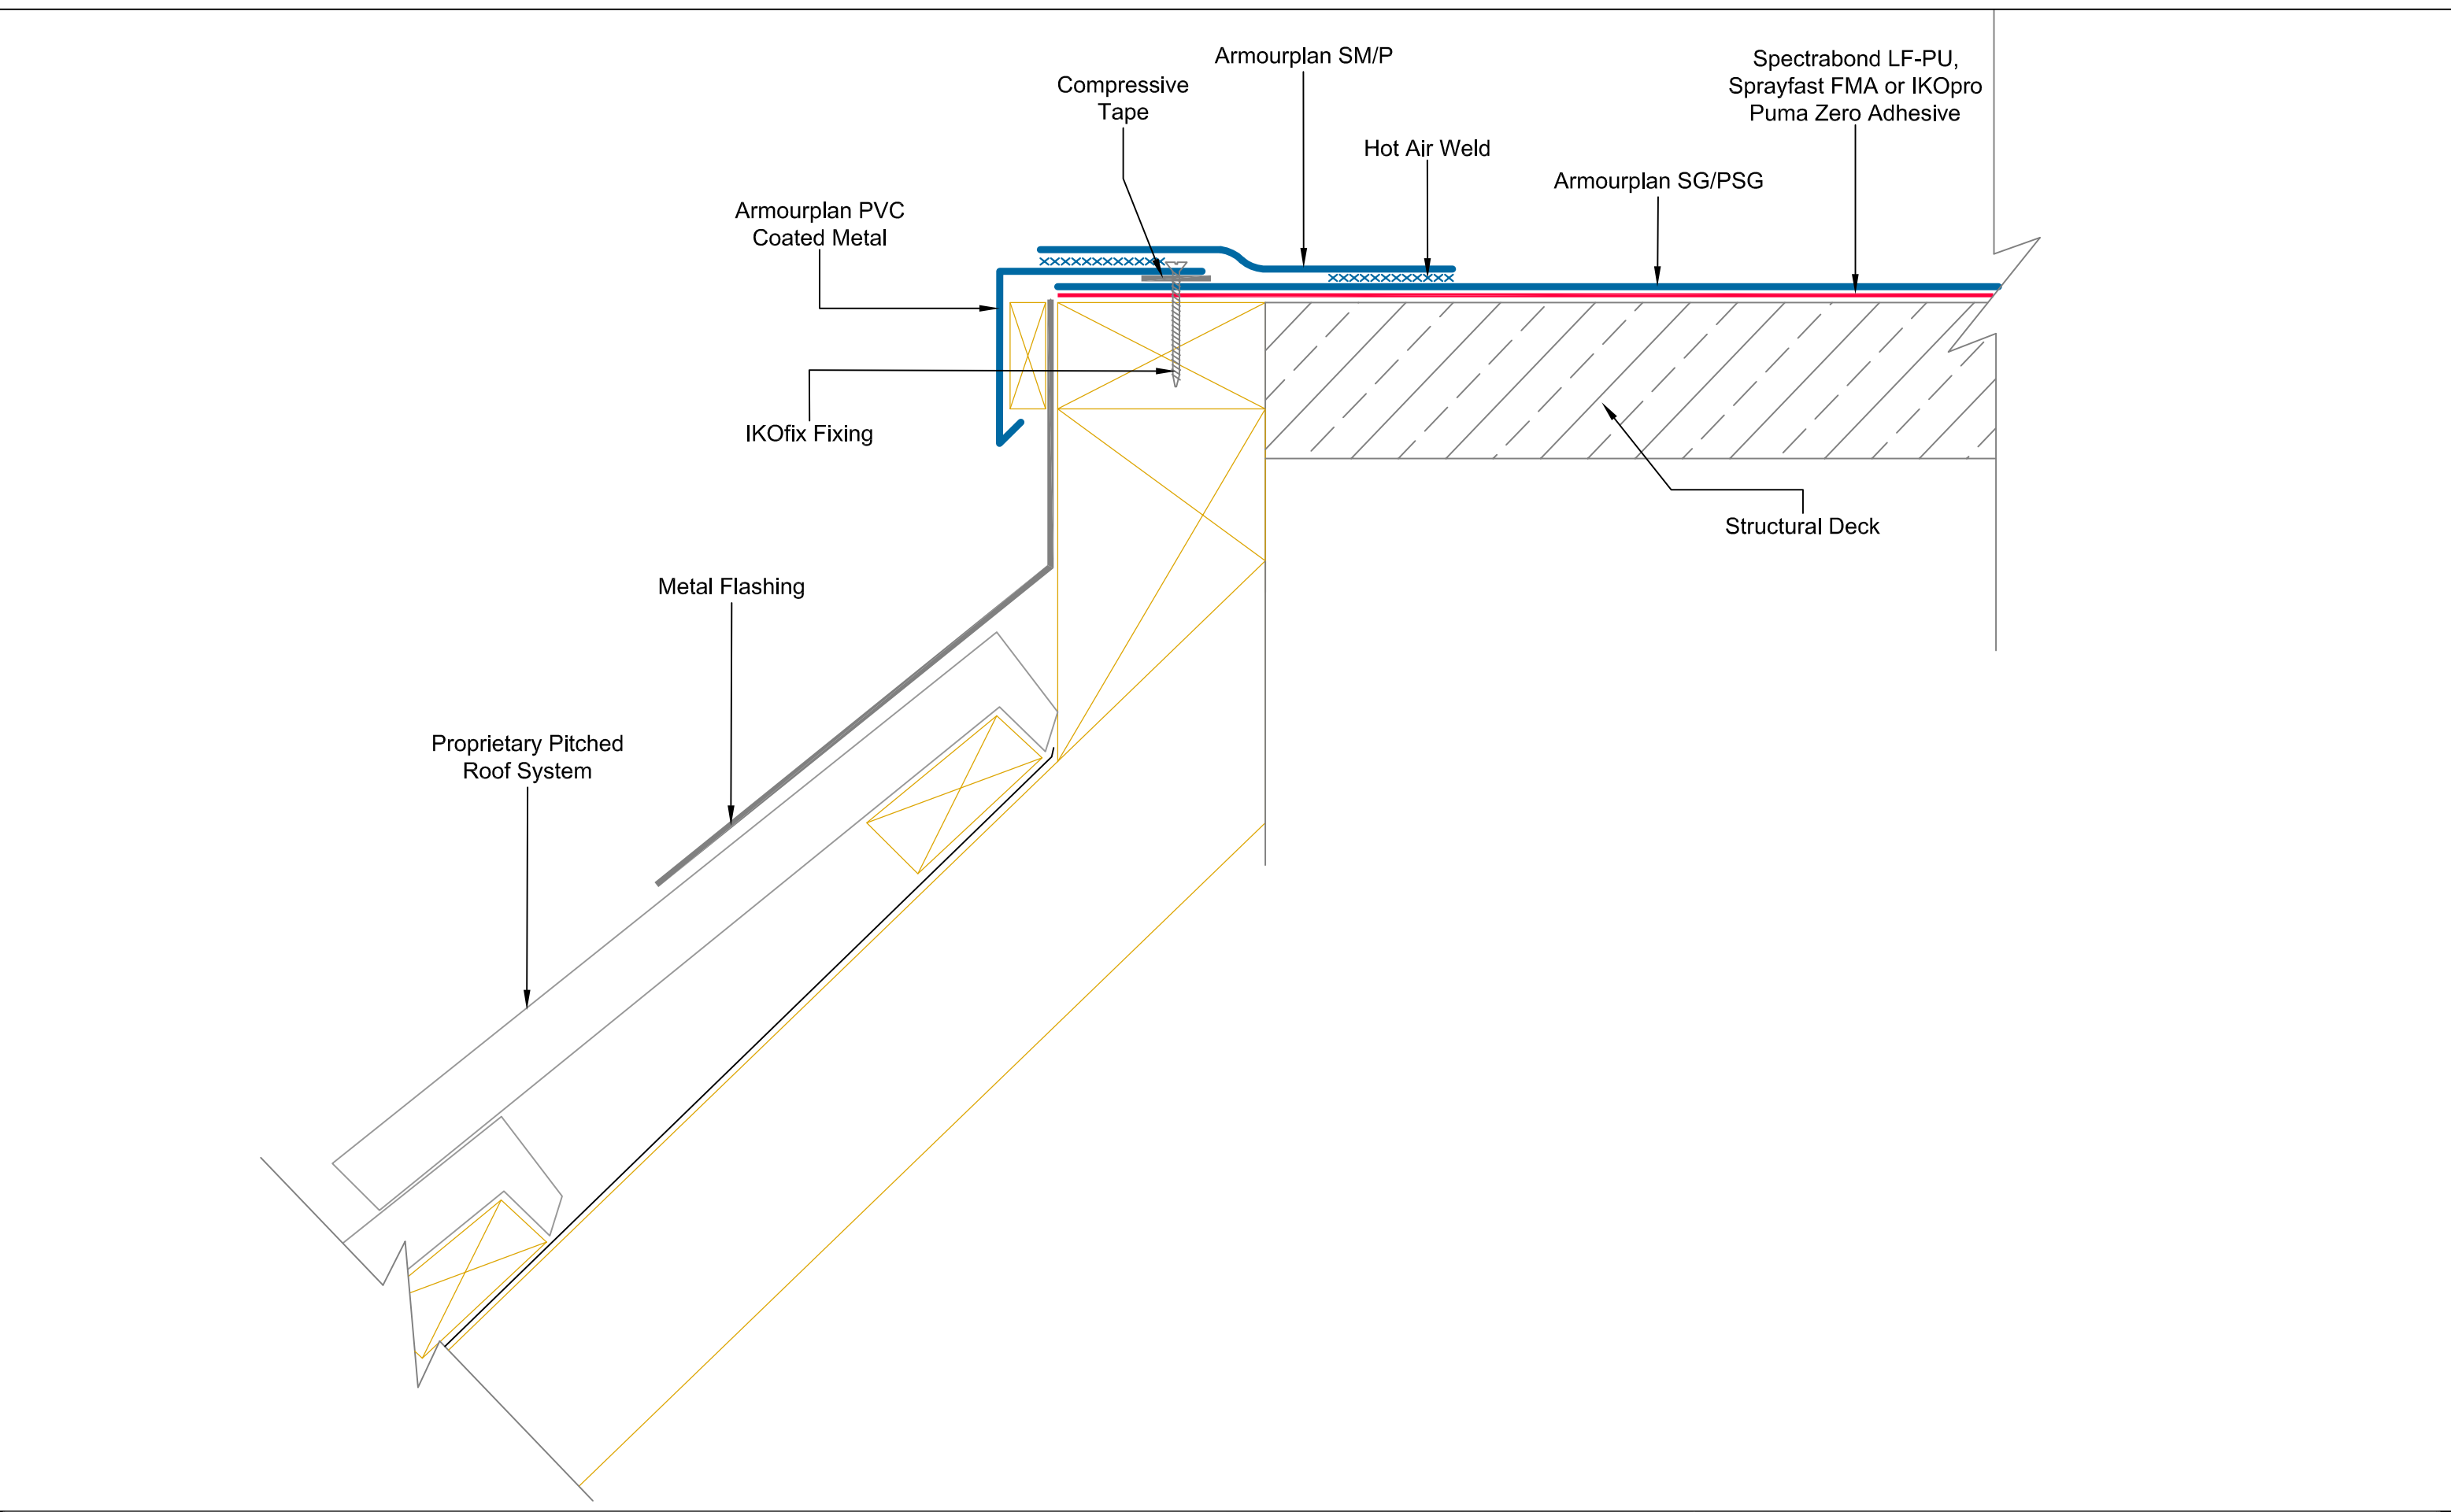 Armourplan SM/P
Spectrabond LF-PU,
Sprayfast FMA or IKOpro
Puma Zero Adhesive
Compressive
Tape
Hot Air Weld
Armourplan SG/PSG
Armourplan PVC
Coated Metal
IKOfix Fixing
Structural Deck
Metal Flashing
Proprietary Pitched
Roof System